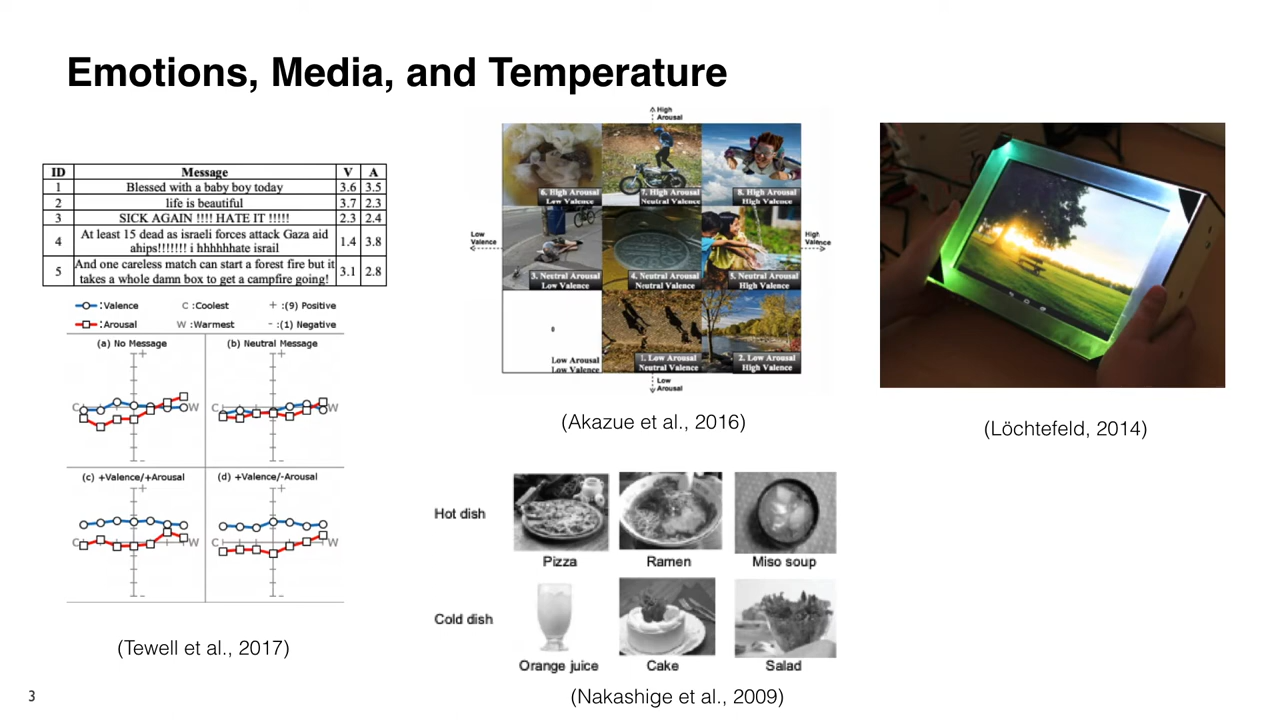 Emotions, Media, and Temperature
ID Message V A
1 Blessed with a baby boy today 3.6 3.5
2 life is beautiful 3.7 2.3
3 SICK AGAIN !!!! HATE IT !!!!! 2.3 2.4
4 At least 15 dead as israeli forces attack Gaza aid
ahips!!!!!!! i hhhhhhate israil 1.4 3.8
5 And one careless match can start a forest fire but it
takes a whole damn box to get a campfire going! 3.1 2.8
:Valence C :Coolest + :(9) Positive
:Arousal W :Warmest - :(1) Negative
(a) No Message (b) Neutral Message
+ +
C W C W
- -
(c) +Valence/+Arousal (d) +Valence/-Arousal
+ +
C W C W
- -
(Tewell et al., 2017)
High
Arousal
6. High Arousal
Low Valence
7. High Arousal
Neutral Valence
8. High Arousal
High Valence
Low
Valence
High
Valence
3. Neutral Arousal
Low Valence
4. Neutral Arousal
Neutral Valence
5. Neutral Arousal
High Valence
0
Low Arousal
Low Valence
1. Low Arousal
Neutral Valence
2. Low Arousal
High Valence
Low
Arousal
(Akazue et al., 2016)
(Löchtefeld, 2014)
Hot dish
Pizza Ramen Miso soup
Cold dish
Orange juice Cake Salad
(Nakashige et al., 2009)
3